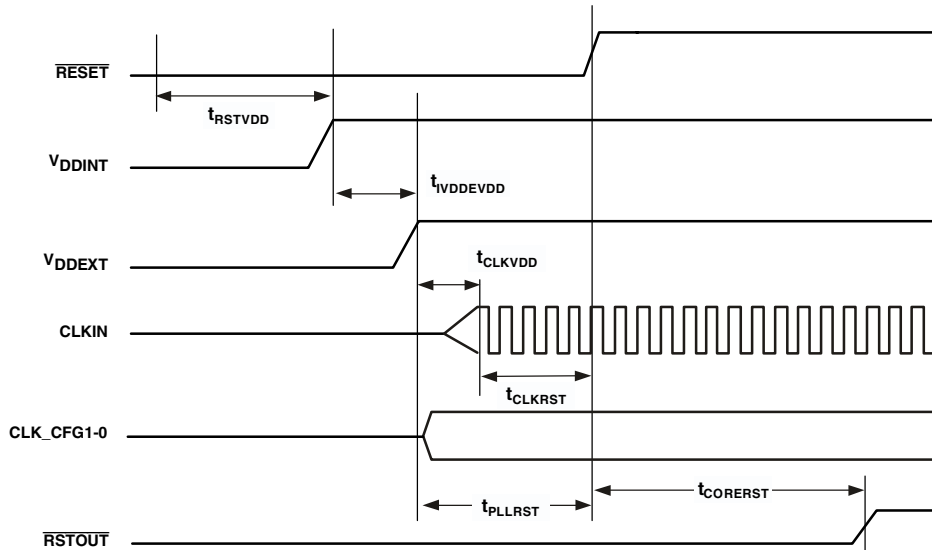 RESET
tRSTVDD
VDDINT
tIVDDEVDD
VDDEXT
tCLKVDD
CLKIN
tCLKRST
CLK_CFG1-0
tPLLRST
tCORERST
RSTOUT